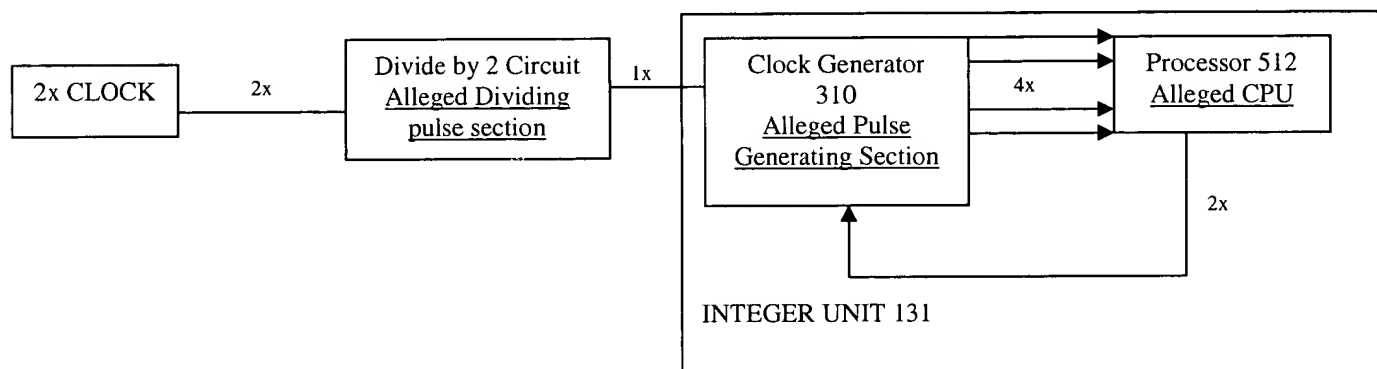 2x CLOCK
2x
Divide by 2 Circuit
Alleged Dividing
pulse section
1x
Clock Generator
310
Alleged Pulse
Generating Section
4x
Processor 512
Alleged CPU
2x
INTEGER UNIT 131